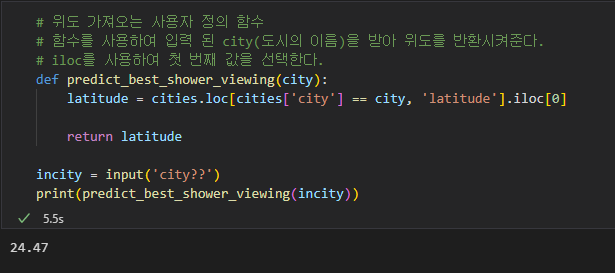 # 위도 가져오는 사용자 정의 함수
# 함수를 사용하여 입력 된 city(도시의 이름)을 받아 위도를 반환시켜준다.
# iloc를 사용하여 첫 번째 값을 선택한다.
def predict_best_shower_viewing(city):
    latitude = cities.loc[cities['city'] == city, 'latitude'].iloc[0]
    return latitude
incity = input('city??')
print(predict_best_shower_viewing(incity))
5.5s
24.47